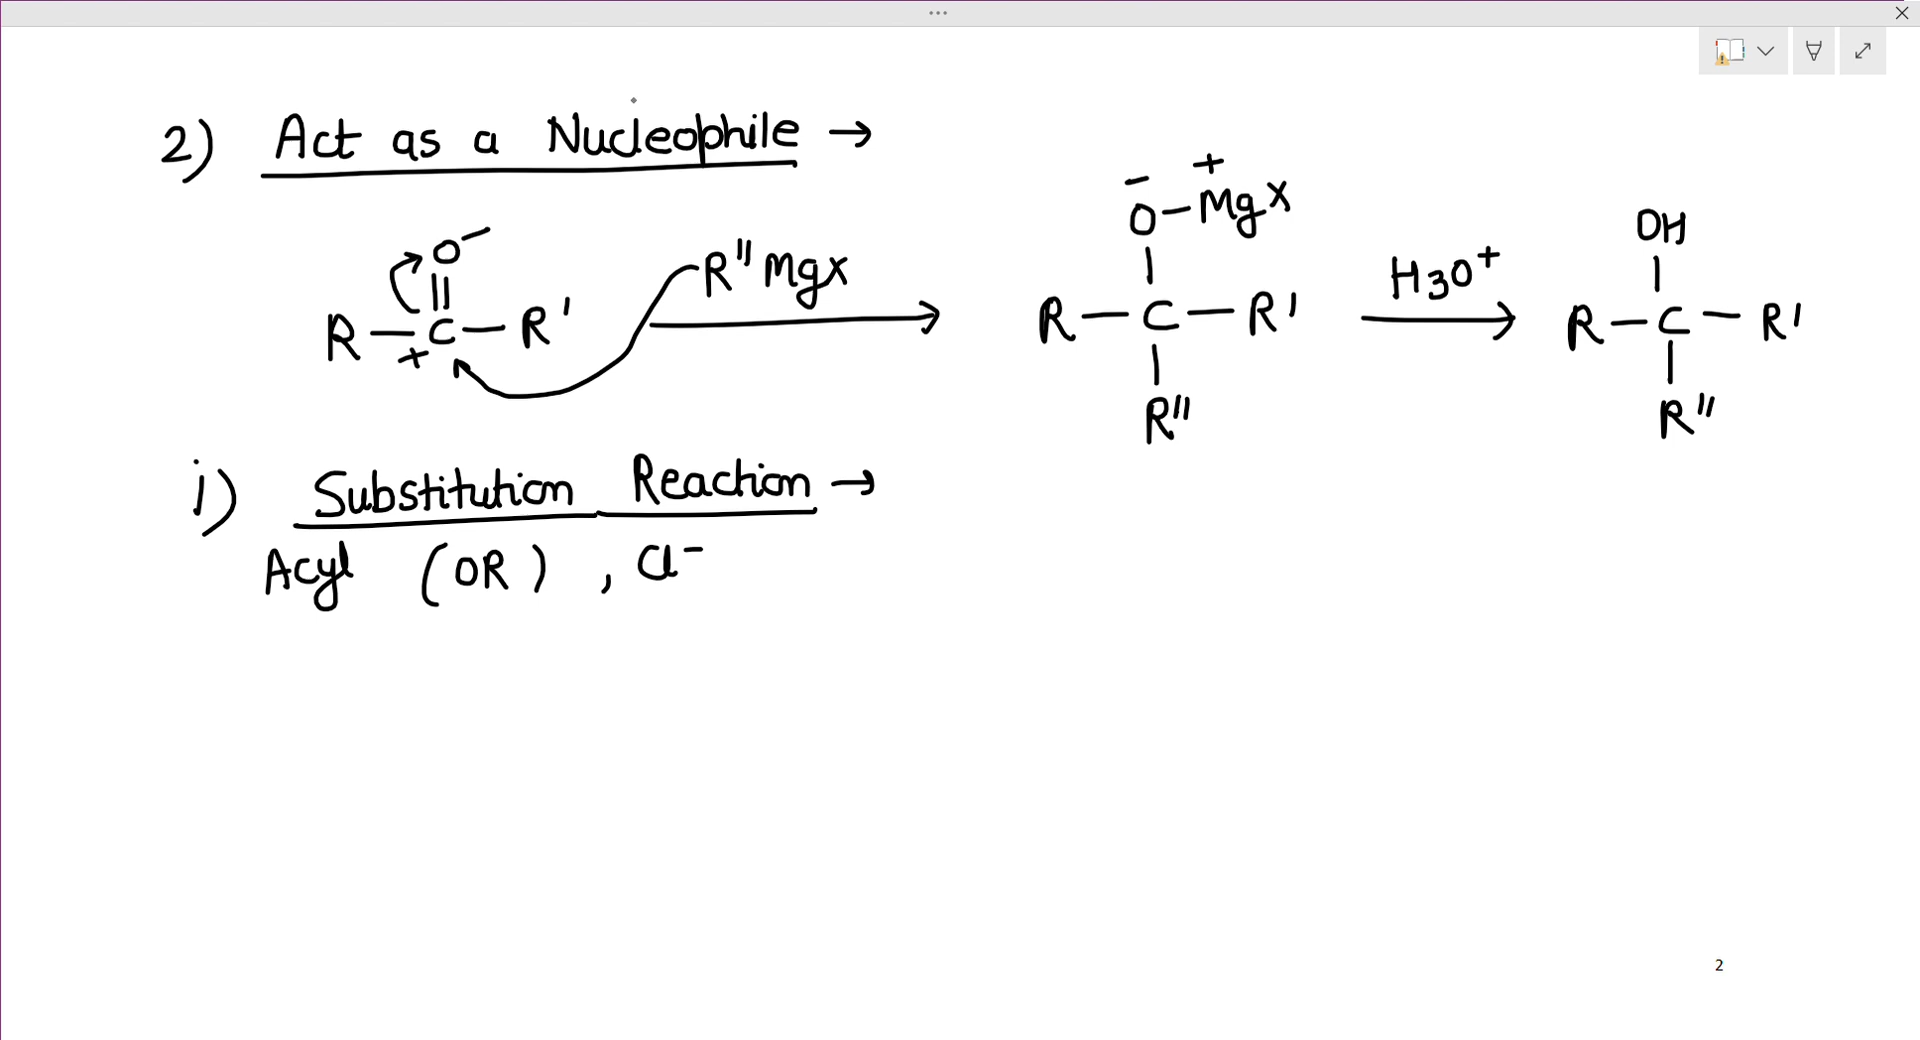 2) Act as a Nucleophile →
O⁻
||
R — C — R'
+
R''Mgx
⁻ ⁺
O – Mgx
|
R — C — R'
|
R''
H3O⁺
OH
|
R — C — R'
|
R''
i) Substitution Reaction →
Acyl (OR) , Cl⁻
2